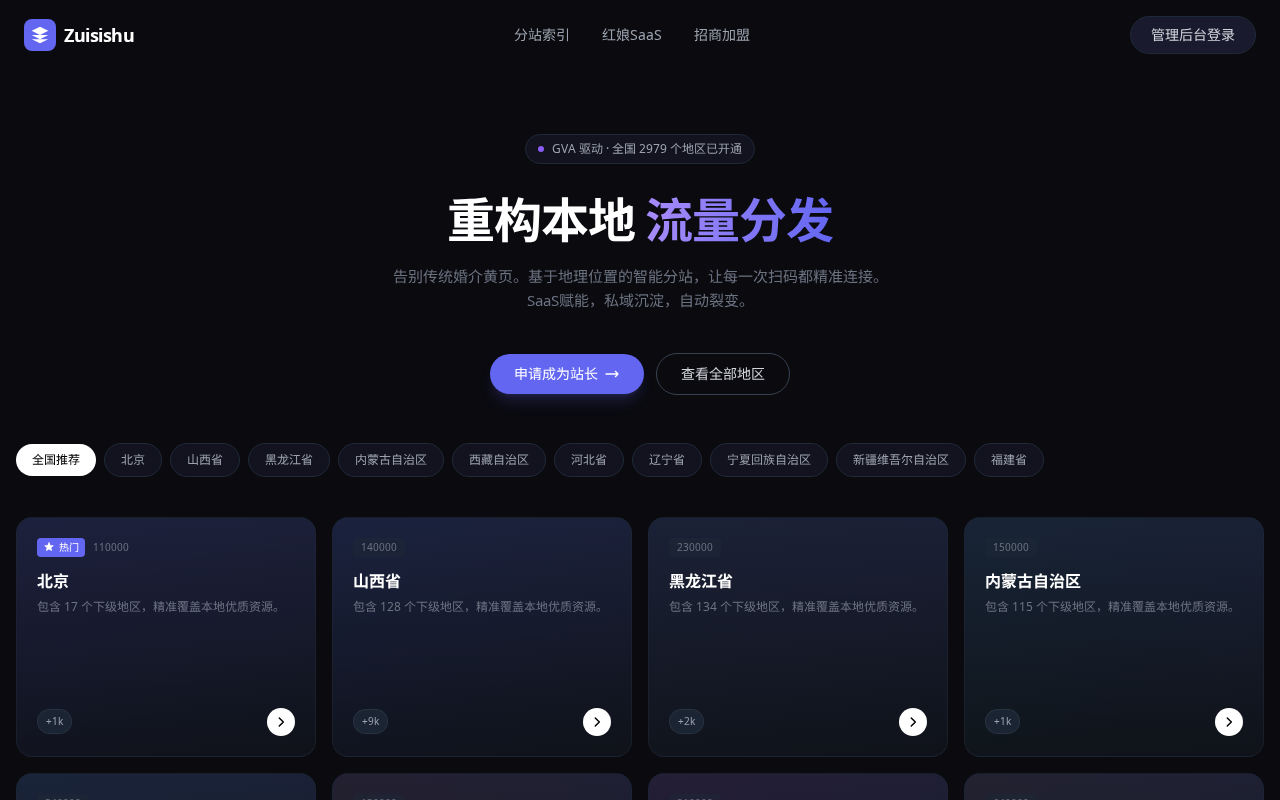 Zuisishu
分站索引
红娘SaaS
招商加盟
管理后台登录
GVA 驱动 · 全国 2979 个地区已开通
重构本地 流量分发
告别传统婚介黄页。基于地理位置的智能分站，让每一次扫码都精准连接。
SaaS赋能，私域沉淀，自动裂变。
申请成为站长 →
查看全部地区
全国推荐
北京
山西省
黑龙江省
内蒙古自治区
西藏自治区
河北省
辽宁省
宁夏回族自治区
新疆维吾尔自治区
福建省
热门 110000
北京
包含 17 个下级地区，精准覆盖本地优质资源。
+1k
140000
山西省
包含 128 个下级地区，精准覆盖本地优质资源。
+9k
230000
黑龙江省
包含 134 个下级地区，精准覆盖本地优质资源。
+2k
150000
内蒙古自治区
包含 115 个下级地区，精准覆盖本地优质资源。
+1k